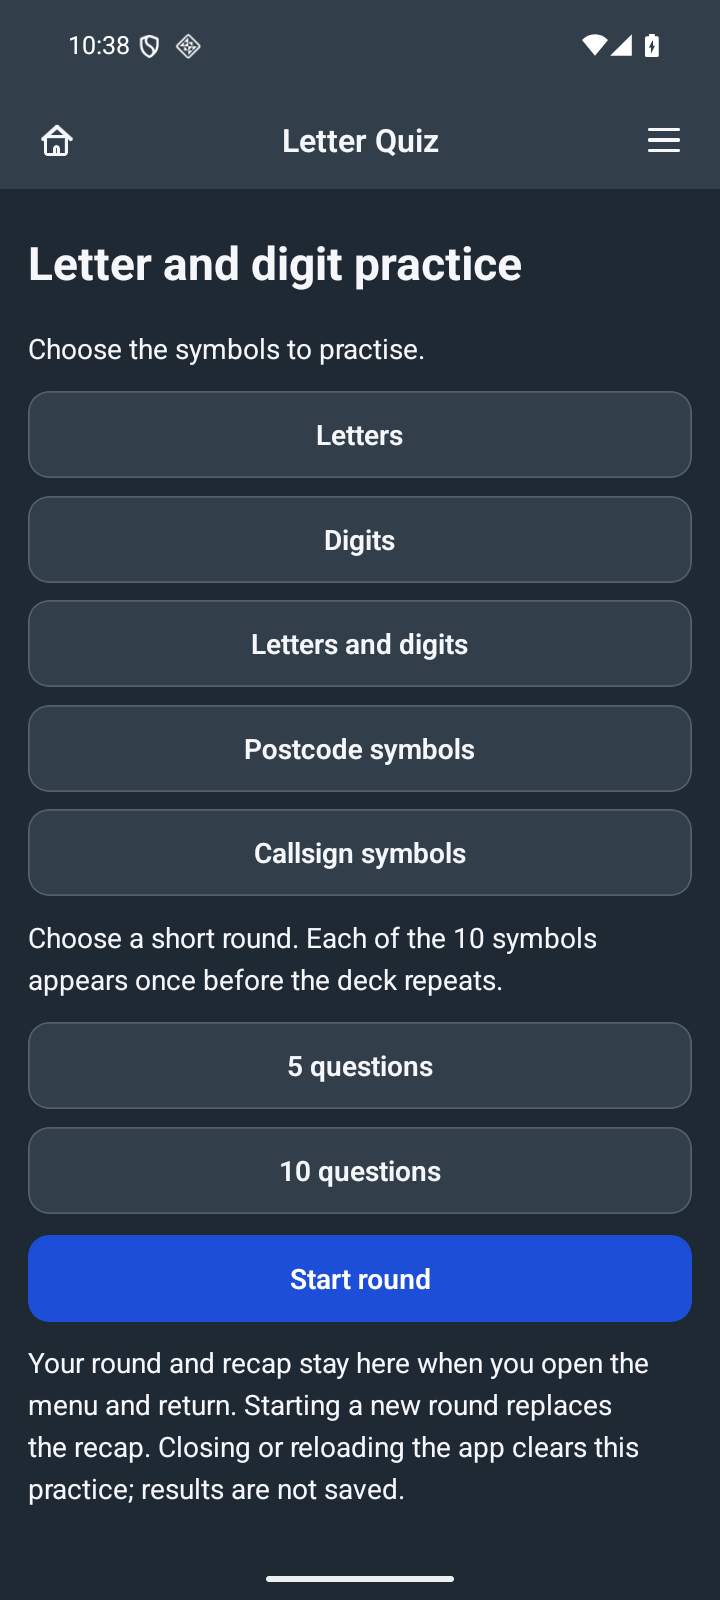 10:38
Letter Quiz
Letter and digit practice
Choose the symbols to practise.
Letters
Digits
Letters and digits
Postcode symbols
Callsign symbols
Choose a short round. Each of the 10 symbols
appears once before the deck repeats.
5 questions
10 questions
Start round
Your round and recap stay here when you open the
menu and return. Starting a new round replaces
the recap. Closing or reloading the app clears this
practice; results are not saved.